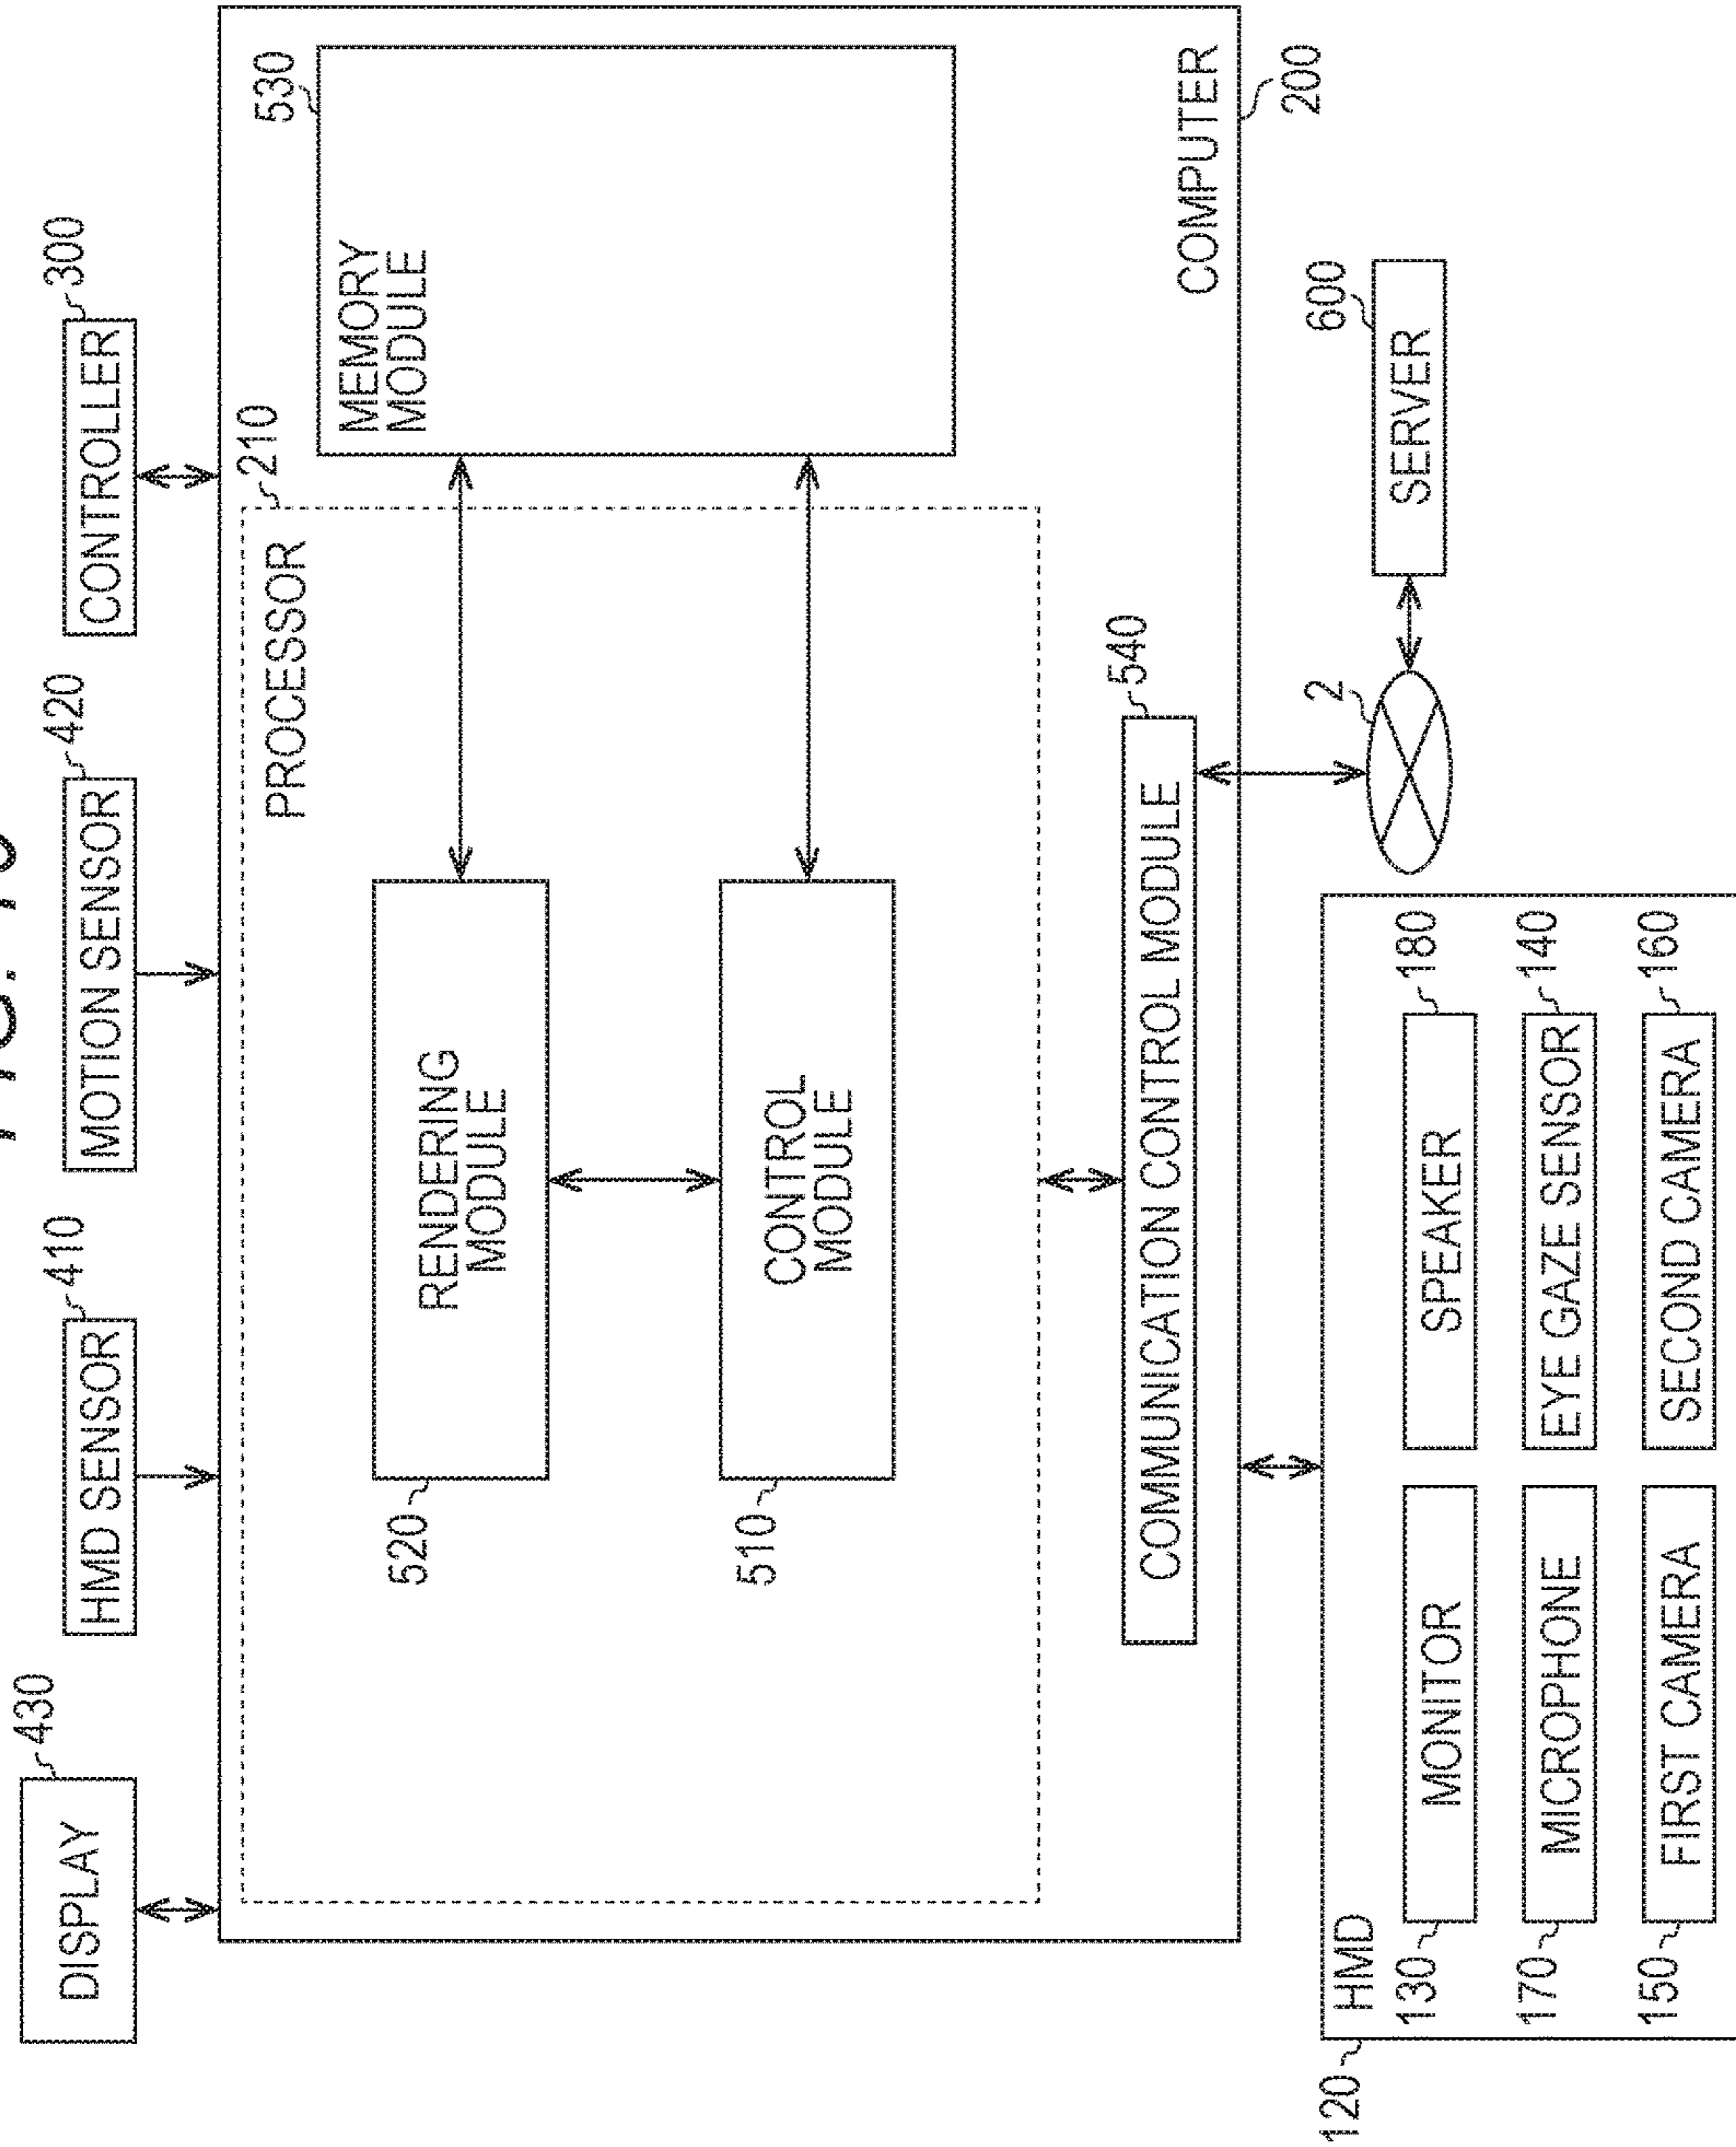 FIG.
430
DISPLAY
410
HMD SENSOR
420
MOTION SENSOR
300
CONTROLLER
210
PROCESSOR
530
MEMORY
MODULE
520
RENDERING
MODULE
510
CONTROL
MODULE
540
COMMUNICATION CONTROL MODULE
COMPUTER
200
2
600
SERVER
120
HMD
130
MONITOR
SPEAKER
180
170
MICROPHONE
EYE GAZE SENSOR
140
150
FIRST CAMERA
SECOND CAMERA
160